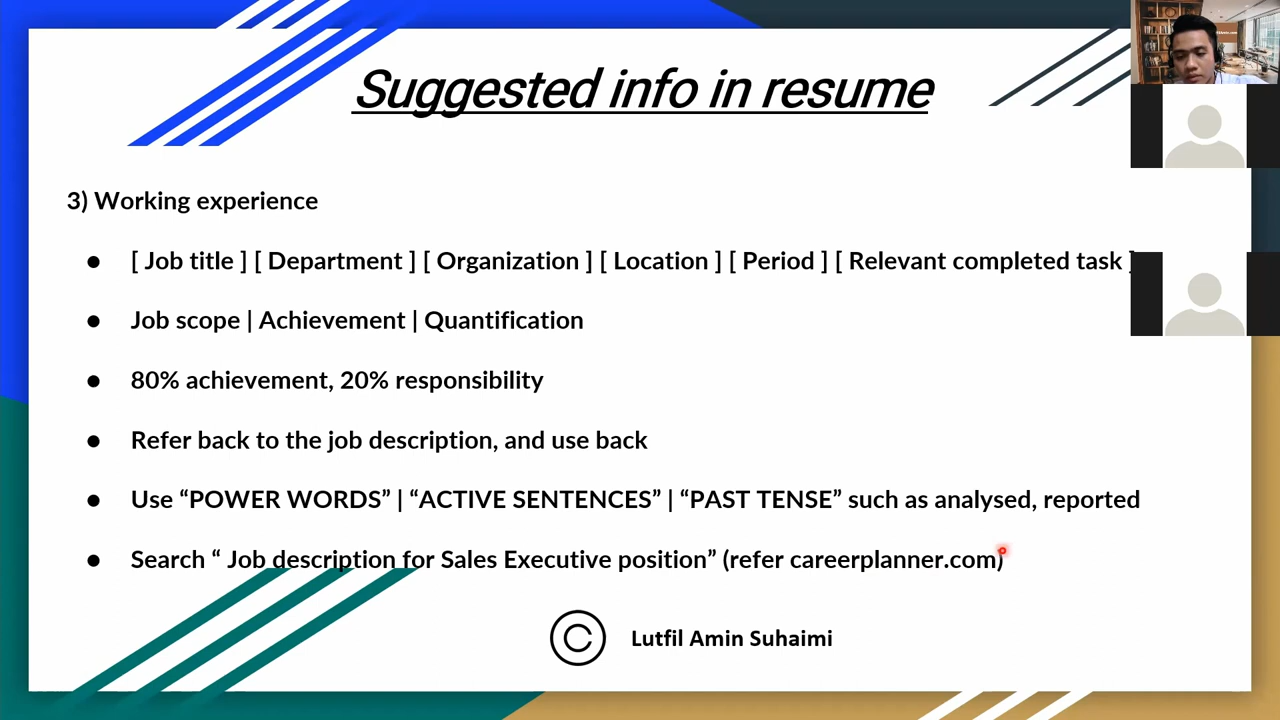 Suggested info in resume
3) Working experience
● [ Job title ] [ Department ] [ Organization ] [ Location ] [ Period ] [ Relevant completed task ]
● Job scope | Achievement | Quantification
● 80% achievement, 20% responsibility
● Refer back to the job description, and use back
● Use “POWER WORDS” | “ACTIVE SENTENCES” | “PAST TENSE” such as analysed, reported
● Search “ Job description for Sales Executive position” (refer careerplanner.com)
© Lutfil Amin Suhaimi